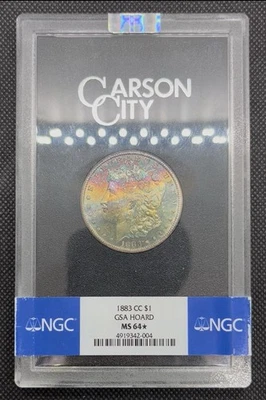 CARSON
CITY
1883 CC $1
GSA HOARD
MS 64★
4919342-004
NGC
NGC